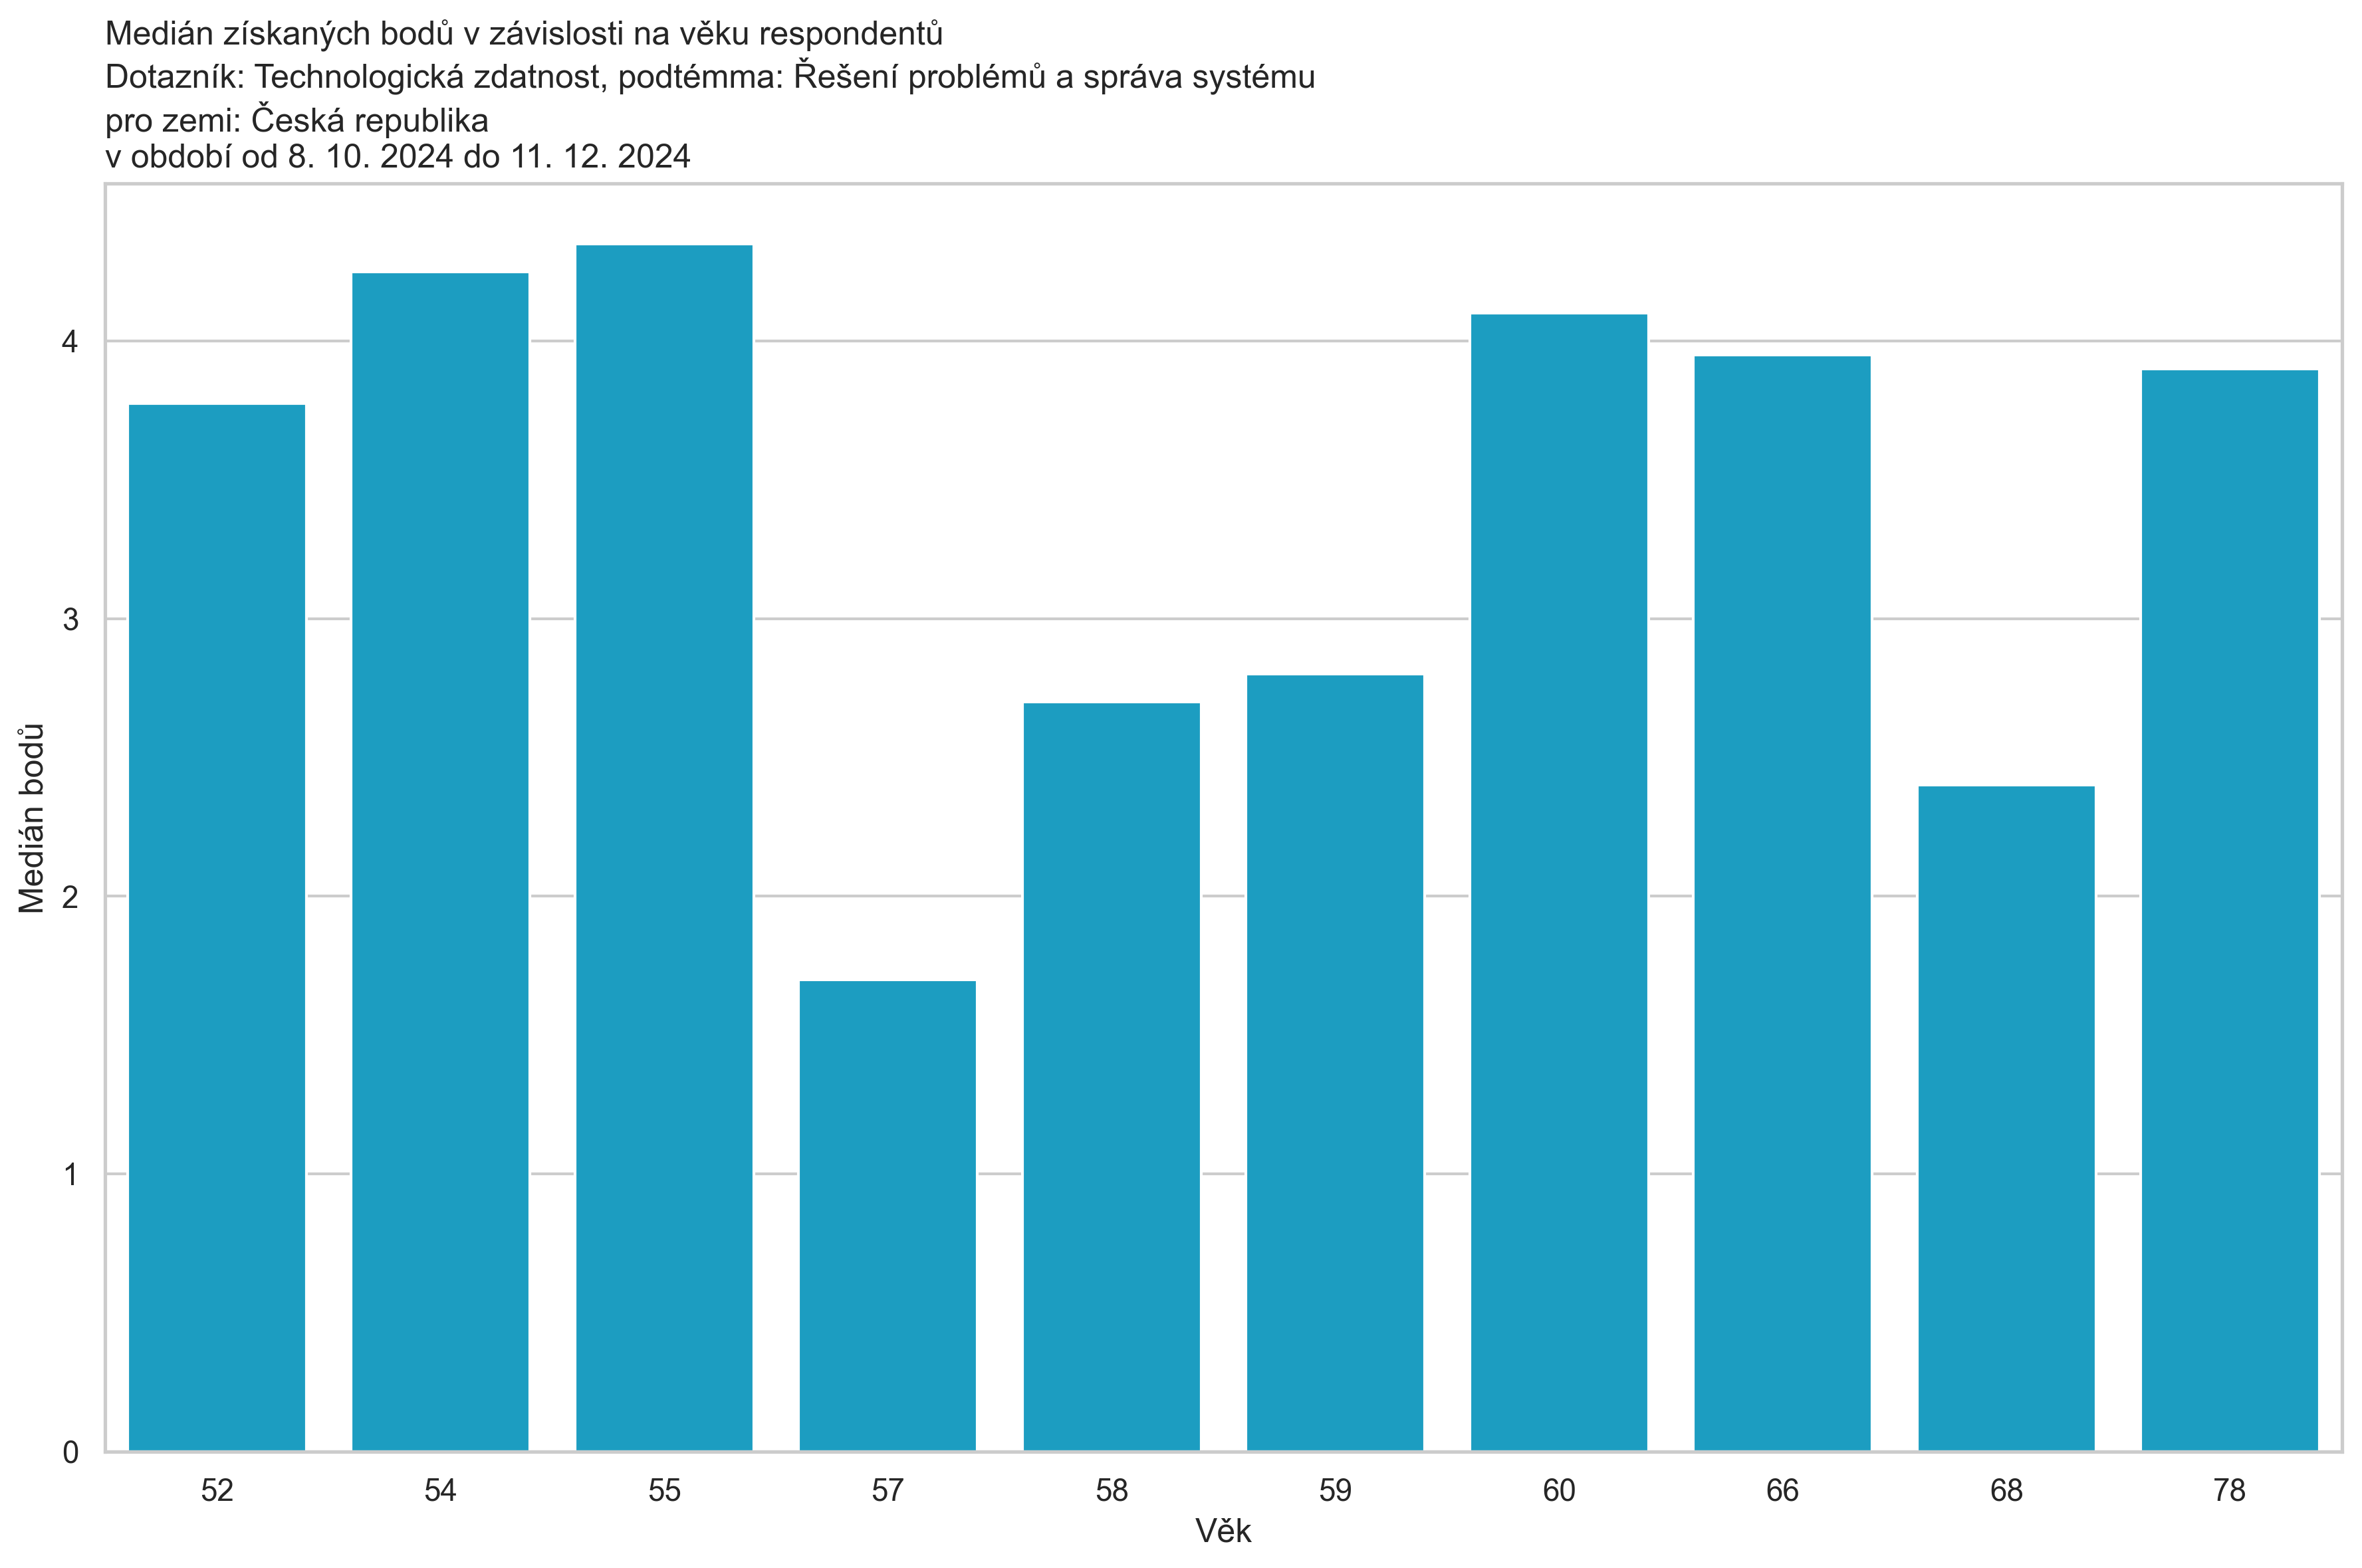 Medián získaných bodů v závislosti na věku respondentů
Dotazník: Technologická zdatnost, podtémma: Řešení problémů a správa systému
pro zemi: Česká republika
v období od 8. 10. 2024 do 11. 12. 2024
4
3
2
1
0
Medián bodů
52 54 55 57 58 59 60 66 68 78
Věk